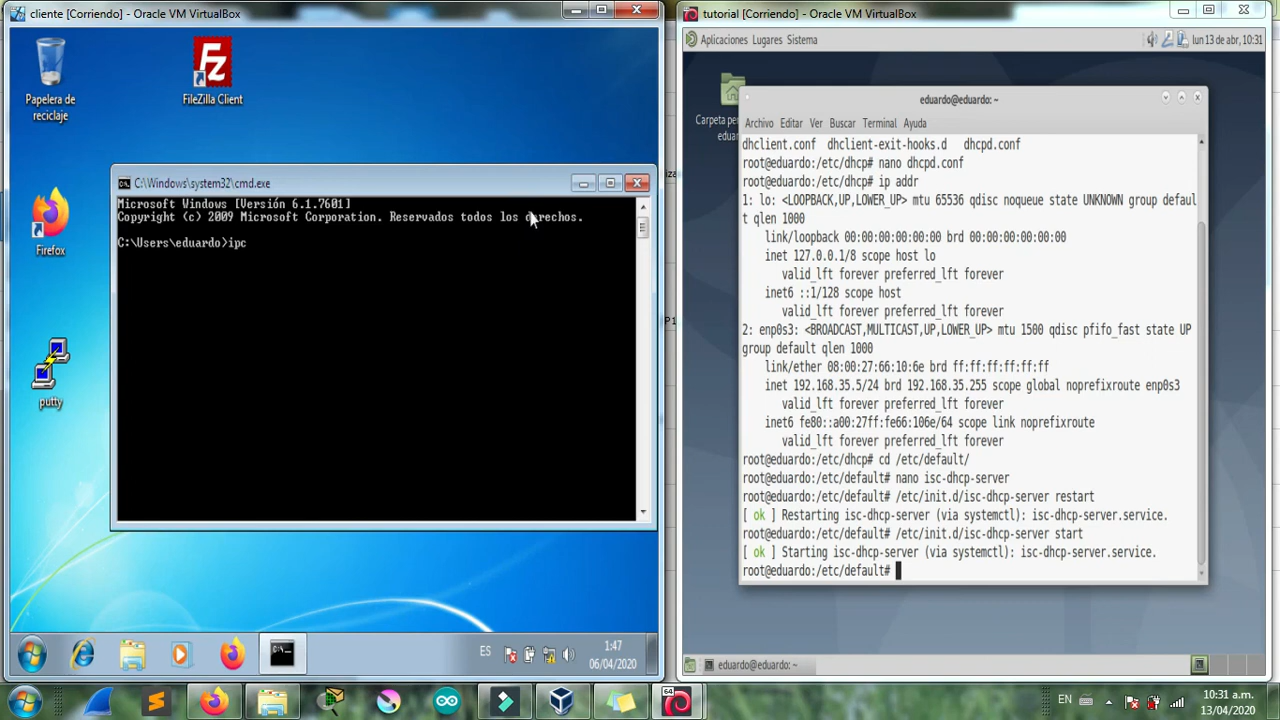 cliente [Corriendo] - Oracle VM VirtualBox
Papelera de
reciclaje
FileZilla Client
Firefox
putty
C:\Windows\system32\cmd.exe
Microsoft Windows [Versión 6.1.7601]
Copyright (c) 2009 Microsoft Corporation. Reservados todos los derechos.
C:\Users\eduardo>ipc
ES
1:47
06/04/2020
tutorial [Corriendo] - Oracle VM VirtualBox
Aplicaciones Lugares Sistema
lun 13 de abr, 10:31
Carpeta pe
eduar
eduardo@eduardo: ~
Archivo Editar Ver Buscar Terminal Ayuda
dhclient.conf dhclient-exit-hooks.d dhcpd.conf
root@eduardo:/etc/dhcp# nano dhcpd.conf
root@eduardo:/etc/dhcp# ip addr
1: lo: <LOOPBACK,UP,LOWER_UP> mtu 65536 qdisc noqueue state UNKNOWN group defaul
t qlen 1000
link/loopback 00:00:00:00:00:00 brd 00:00:00:00:00:00
inet 127.0.0.1/8 scope host lo
valid_lft forever preferred_lft forever
inet6 ::1/128 scope host
valid_lft forever preferred_lft forever
2: enp0s3: <BROADCAST,MULTICAST,UP,LOWER_UP> mtu 1500 qdisc pfifo_fast state UP
group default qlen 1000
link/ether 08:00:27:66:10:6e brd ff:ff:ff:ff:ff:ff
inet 192.168.35.5/24 brd 192.168.35.255 scope global noprefixroute enp0s3
valid_lft forever preferred_lft forever
inet6 fe80::a00:27ff:fe66:106e/64 scope link noprefixroute
valid_lft forever preferred_lft forever
root@eduardo:/etc/dhcp# cd /etc/default/
root@eduardo:/etc/default# nano isc-dhcp-server
root@eduardo:/etc/default# /etc/init.d/isc-dhcp-server restart
[ ok ] Restarting isc-dhcp-server (via systemctl): isc-dhcp-server.service.
root@eduardo:/etc/default# /etc/init.d/isc-dhcp-server start
[ ok ] Starting isc-dhcp-server (via systemctl): isc-dhcp-server.service.
root@eduardo:/etc/default#
eduardo@eduardo: ~
64
EN
10:31 a.m.
13/04/2020